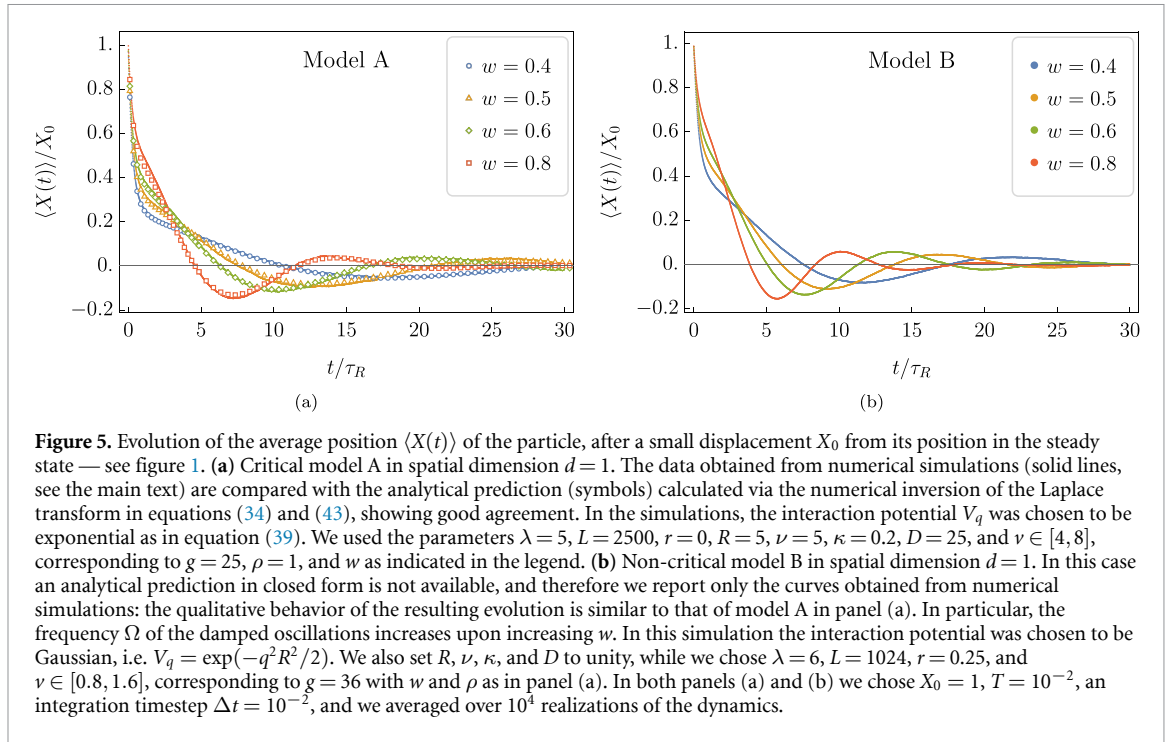 Model A
w = 0.4
w = 0.5
w = 0.6
w = 0.8
⟨X(t)⟩/X₀
1.
0.8
0.6
0.4
0.2
0.
−0.2
0 5 10 15 20 25 30
t/τ_R
(a)
Model B
w = 0.4
w = 0.5
w = 0.6
w = 0.8
⟨X(t)⟩/X₀
1.
0.8
0.6
0.4
0.2
0.
−0.2
0 5 10 15 20 25 30
t/τ_R
(b)
Figure 5. Evolution of the average position ⟨X(t)⟩ of the particle, after a small displacement X₀ from its position in the steady
state — see figure 1. (a) Critical model A in spatial dimension d = 1. The data obtained from numerical simulations (solid lines,
see the main text) are compared with the analytical prediction (symbols) calculated via the numerical inversion of the Laplace
transform in equations (34) and (43), showing good agreement. In the simulations, the interaction potential V_q was chosen to be
exponential as in equation (39). We used the parameters λ = 5, L = 2500, r = 0, R = 5, ν = 5, κ = 0.2, D = 25, and v ∈ [4, 8],
corresponding to g = 25, ρ = 1, and w as indicated in the legend. (b) Non-critical model B in spatial dimension d = 1. In this case
an analytical prediction in closed form is not available, and therefore we report only the curves obtained from numerical
simulations: the qualitative behavior of the resulting evolution is similar to that of model A in panel (a). In particular, the
frequency Ω of the damped oscillations increases upon increasing w. In this simulation the interaction potential was chosen to be
Gaussian, i.e. V_q = exp(−q²R²/2). We also set R, ν, κ, and D to unity, while we chose λ = 6, L = 1024, r = 0.25, and
v ∈ [0.8, 1.6], corresponding to g = 36 with w and ρ as in panel (a). In both panels (a) and (b) we chose X₀ = 1, T = 10⁻², an
integration timestep Δt = 10⁻², and we averaged over 10⁴ realizations of the dynamics.